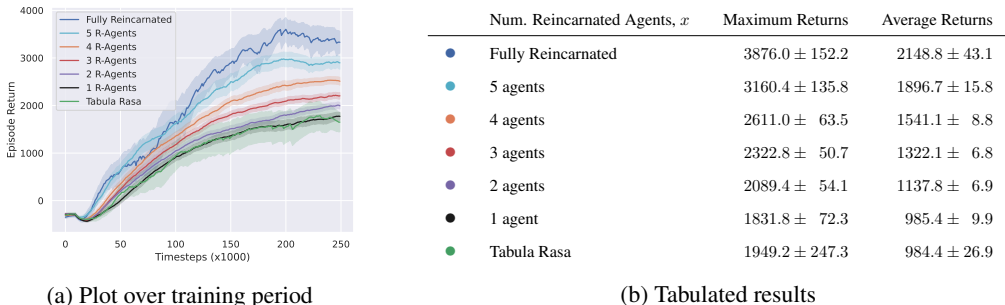 4000
3000
2000
1000
0
Episode Return
Fully Reincarnated
5 R-Agents
4 R-Agents
3 R-Agents
2 R-Agents
1 R-Agents
Tabula Rasa
0 50 100 150 200 250
Timesteps (x1000)
(a) Plot over training period
Num. Reincarnated Agents, x Maximum Returns Average Returns
Fully Reincarnated 3876.0 ± 152.2 2148.8 ± 43.1
5 agents 3160.4 ± 135.8 1896.7 ± 15.8
4 agents 2611.0 ± 63.5 1541.1 ± 8.8
3 agents 2322.8 ± 50.7 1322.1 ± 6.8
2 agents 2089.4 ± 54.1 1137.8 ± 6.9
1 agent 1831.8 ± 72.3 985.4 ± 9.9
Tabula Rasa 1949.2 ± 247.3 984.4 ± 26.9
(b) Tabulated results